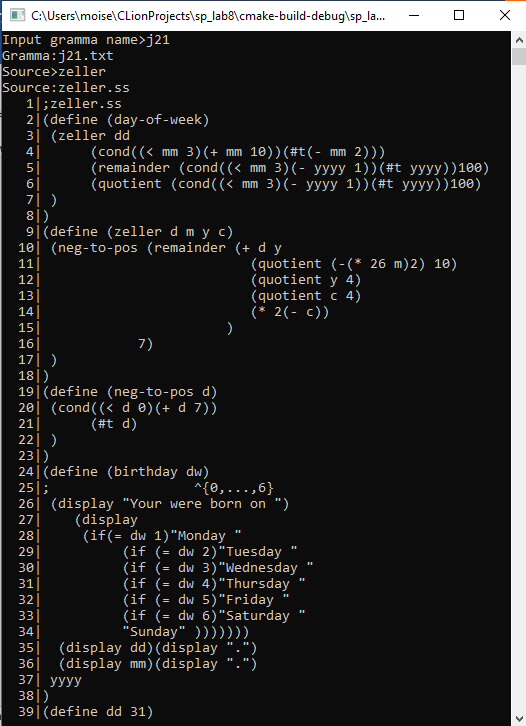 C:\Users\moise\CLionProjects\sp_lab8\cmake-build-debug\sp_la...
Input gramma name>j21
Gramma:j21.txt
Source>zeller
Source:zeller.ss
   1|;zeller.ss
   2|(define (day-of-week)
   3| (zeller dd
   4|      (cond((< mm 3)(+ mm 10))(#t(- mm 2)))
   5|      (remainder (cond((< mm 3)(- yyyy 1))(#t yyyy))100)
   6|      (quotient (cond((< mm 3)(- yyyy 1))(#t yyyy))100)
   7| )
   8|)
   9|(define (zeller d m y c)
  10| (neg-to-pos (remainder (+ d y
  11|                          (quotient (-(* 26 m)2) 10)
  12|                          (quotient y 4)
  13|                          (quotient c 4)
  14|                          (* 2(- c))
  15|                       )
  16|            7)
  17| )
  18|)
  19|(define (neg-to-pos d)
  20| (cond((< d 0)(+ d 7))
  21|      (#t d)
  22| )
  23|)
  24|(define (birthday dw)
  25|;                  ^{0,...,6}
  26| (display "Your were born on ")
  27|    (display
  28|     (if(= dw 1)"Monday "
  29|          (if (= dw 2)"Tuesday "
  30|          (if (= dw 3)"Wednesday "
  31|          (if (= dw 4)"Thursday "
  32|          (if (= dw 5)"Friday "
  33|          (if (= dw 6)"Saturday "
  34|          "Sunday" )))))))
  35|  (display dd)(display ".")
  36|  (display mm)(display ".")
  37| yyyy
  38|)
  39|(define dd 31)